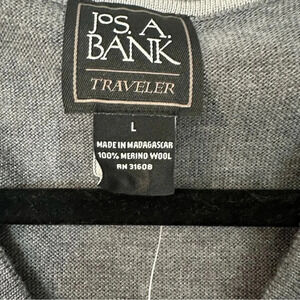 JOS. A.
BANK
TRAVELER
L
MADE IN MADAGASCAR
100% MERINO WOOL
RN 31608